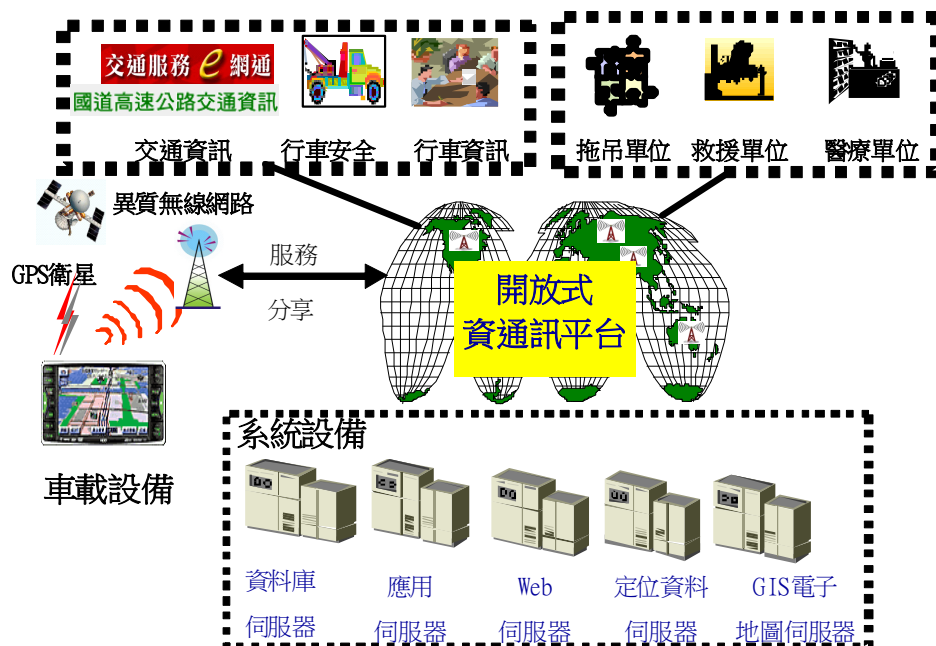 交通服務 e 網通
國道高速公路交通資訊
交通資訊 行車安全 行車資訊
拖吊單位 救援單位 醫療單位
異質無線網路
GPS衛星
服務
分享
開放式
資通訊平台
車載設備
系統設備
資料庫
伺服器
應用
伺服器
Web
伺服器
定位資料
伺服器
GIS電子
地圖伺服器